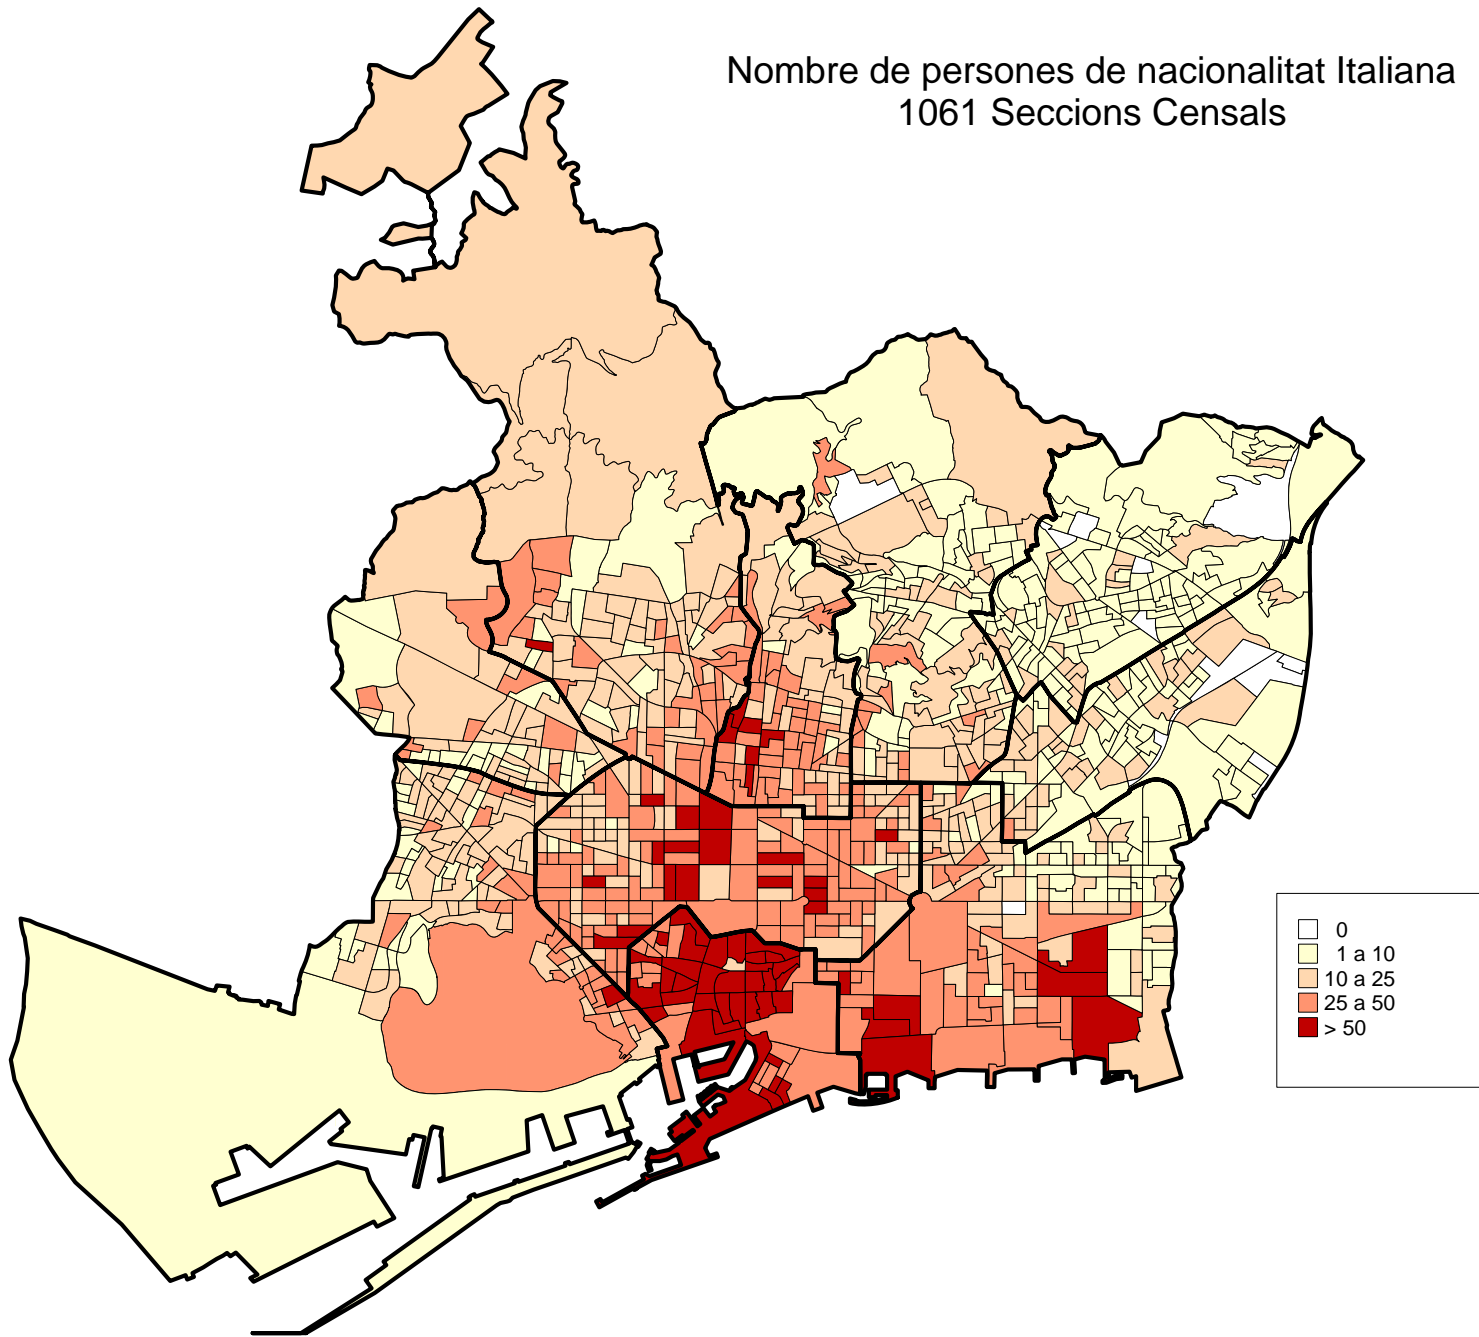 Nombre de persones de nacionalitat Italiana
1061 Seccions Censals
0
1 a 10
10 a 25
25 a 50
> 50